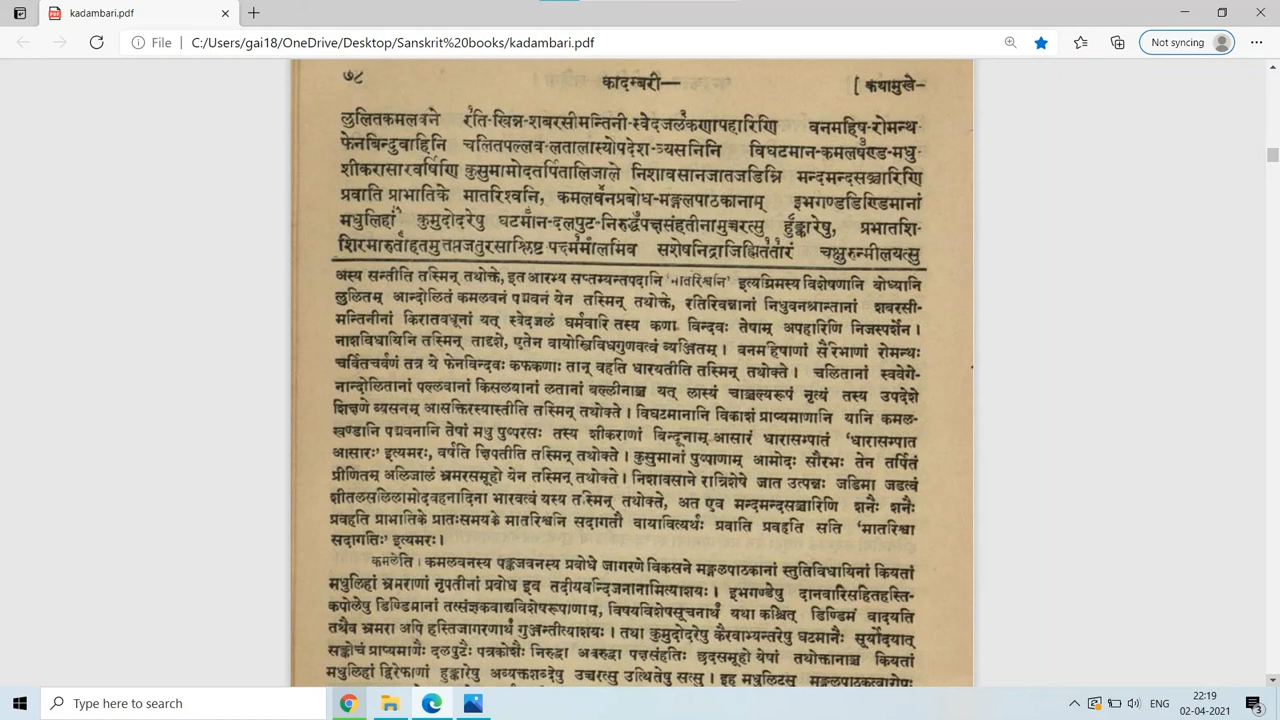 kadambari.pdf
File | C:/Users/gai18/OneDrive/Desktop/Sanskrit%20books/kadambari.pdf
Not syncing
७८ कादम्बरी— [ कथामुखे-
लुलितकमलवने रति-खिन्न-शबरसीमन्तिनी-स्वेदजलकणापहारिणि वनमहिष-रोमन्थ-
फेनबिन्दुवाहिनि चलितपल्लव-लतालास्योपदेश-व्यसनिनि विघटमान-कमलषण्ड-मधु-
शीकरासारवर्षिणि कुसुमामोदतर्पितालिजाले निशावसानजातजडिम्नि मन्दमन्दसञ्चारिणि
प्रवाति प्राभातिके मातरिश्वनि, कमलवनप्रबोध-मङ्गलपाठकानाम् इभगण्डडिण्डिमानां
मधुलिहां कुमुदोदरेषु घटमान-दलपुट-निरुद्धपक्षसंहतीनामुच्चरत्सु हुङ्कारेषु, प्रभातशि-
शिरमारुताहतमुत्तप्तजतुरसाश्लिष्ट पक्ष्ममालमिव सशेषनिद्राजिह्मिततारं चक्षुरुन्मीलयत्सु
अस्य सन्तीति तस्मिन् तथोक्ते, इत आरभ्य सप्तम्यन्तपदानि 'मातरिश्वनि' इत्यग्रिमस्य विशेषणानि बोध्यानि
लुलितम् आन्दोलितं कमलवनं पद्मवनं येन तस्मिन् तथोक्ते, रतिखिन्नानां निधुवनश्रान्तानां शबरसी-
मन्तिनीनां किरातवधूनां यत् स्वेदजलं घर्मवारि तस्य कणा बिन्दवः तेषाम् अपहारिणि निजस्पर्शेन ।
नाशविधायिनि तस्मिन् तादृशे, एतेन वायोस्त्रिविधगुणवत्वं व्यञ्जितम् । वनमहिषाणां सैरिभाणां रोमन्थः
चर्वितचर्वणं तत्र ये फेनबिन्दवः कफकणाः तान् वहति धारयतीति तस्मिन् तथोक्ते । चलितानां स्ववेगे-
नान्दोलितानां पल्लवानां किसलयानां लतानां वल्लीनाञ्च यत् लास्यं चाञ्चल्यरूपं नृत्यं तस्य उपदेशे
शिक्षणे व्यसनम् आसक्तिरस्यास्तीति तस्मिन् तथोक्ते । विघटमानानि विकाशं प्राप्यमाणानि यानि कमल-
खण्डानि पद्मवनानि तेषां मधु पुष्परसः तस्य शीकराणां बिन्दूनाम् आसारं धारासम्पातं 'धारासम्पात
आसारः' इत्यमरः, वर्षति क्षिपतीति तस्मिन् तथोक्ते । कुसुमानां पुष्पाणाम् आमोदः सौरभः तेन तर्पितं
प्रीणितम् अलिजालं भ्रमरसमूहो येन तस्मिन् तथोक्ते । निशावसाने रात्रिशेषे जात उत्पन्नः जडिमा जडत्वं
शीतलसलिलामोदवहनादिना भारवत्वं यस्य तस्मिन् तथोक्ते, अत एव मन्दमन्दसञ्चारिणि शनैः शनैः
प्रवहति प्राभातिके प्रातःसमयके मातरिश्वनि सदागतौ वायावित्यर्थः प्रवाति प्रवहति सति 'मातरिश्वा
सदागतिः' इत्यमरः ।
कमलेति । कमलवनस्य पङ्कजवनस्य प्रबोधे जागरणे विकसने मङ्गलपाठकानां स्तुतिविधायिनां कियतां
मधुलिहां भ्रमराणां नृपतीनां प्रबोध इव तदीयवन्दिजनानामित्याशयः । इभगण्डेषु दानवारिसहितहस्ति-
कपोलेषु डिण्डिमानां तत्संज्ञकवाद्यविशेषरूपाणाम्, विषयविशेषसूचनार्थं यथा कश्चित् डिण्डिमं वादयति
तथैव भ्रमरा अपि हस्तिजागरणार्थं गुञ्जन्तीत्याशयः । तथा कुमुदोदरेषु कैरवाभ्यन्तरेषु घटमानैः सूर्योदयात्
सङ्कोचं प्राप्यमाणैः दलपुटैः पत्रकोशैः निरुद्धा अवरुद्धा पक्षसंहतिः छदसमूहो येषां तथोक्तानाञ्च कियतां
मधुलिहां द्विरेफाणां हुङ्कारेषु अव्यक्तशब्देषु उच्चरत्सु उत्थितेषु सत्सु । इह मधुलिट्सु मङ्गलपाठकत्वारोपः
Type here to search
ENG
22:19
02-04-2021
3